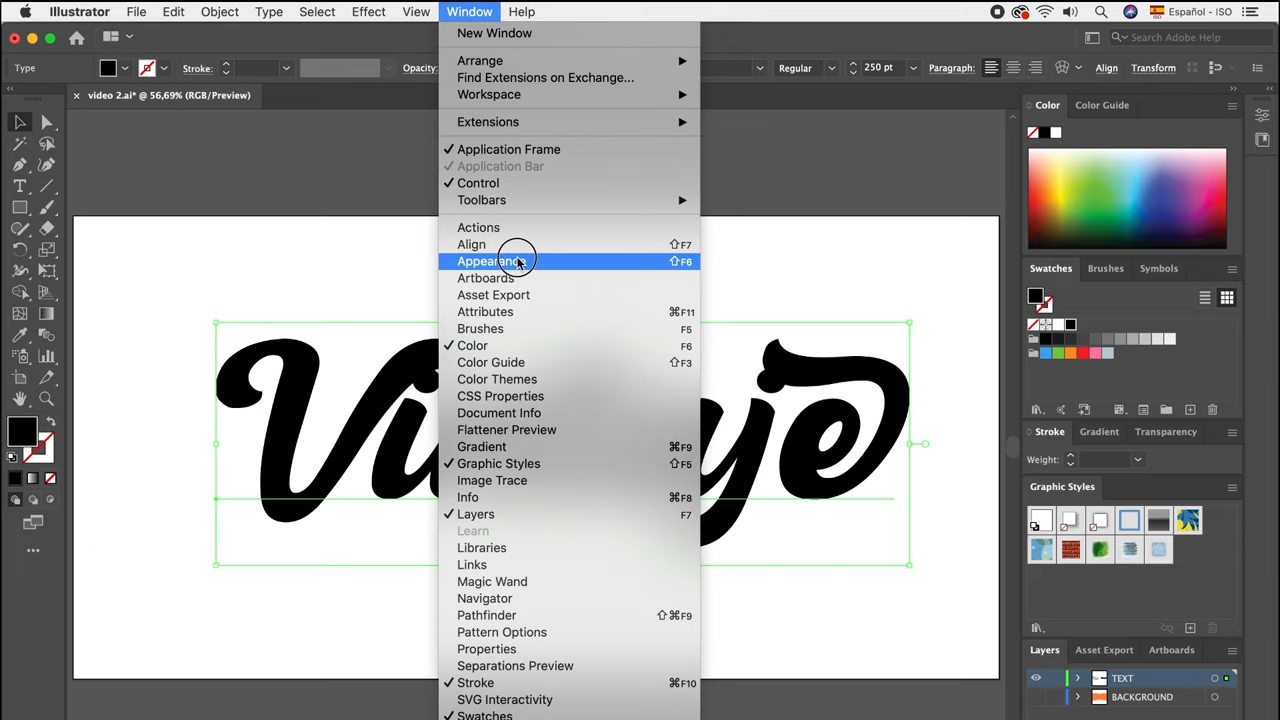 Illustrator File Edit Object Type Select Effect View Window Help Español - ISO
Search Adobe Help
Type Stroke: Opacity: Regular 250 pt Paragraph: Align Transform
× video 2.ai* @ 56,69% (RGB/Preview)
New Window
Arrange
Find Extensions on Exchange...
Workspace
Extensions
✓ Application Frame
✓ Application Bar
✓ Control
Toolbars
Actions
Align ⇧F7
Appearance ⇧F6
Artboards
Asset Export
Attributes ⌘F11
Brushes F5
✓ Color F6
Color Guide ⇧F3
Color Themes
CSS Properties
Document Info
Flattener Preview
Gradient ⌘F9
✓ Graphic Styles ⇧F5
Image Trace
Info ⌘F8
✓ Layers F7
Learn
Libraries
Links
Magic Wand
Navigator
Pathfinder ⇧⌘F9
Pattern Options
Properties
Separations Preview
✓ Stroke ⌘F10
SVG Interactivity
✓ Swatches
Color Color Guide
Swatches Brushes Symbols
Stroke Gradient Transparency
Weight:
Graphic Styles
Layers Asset Export Artboards
TEXT
BACKGROUND